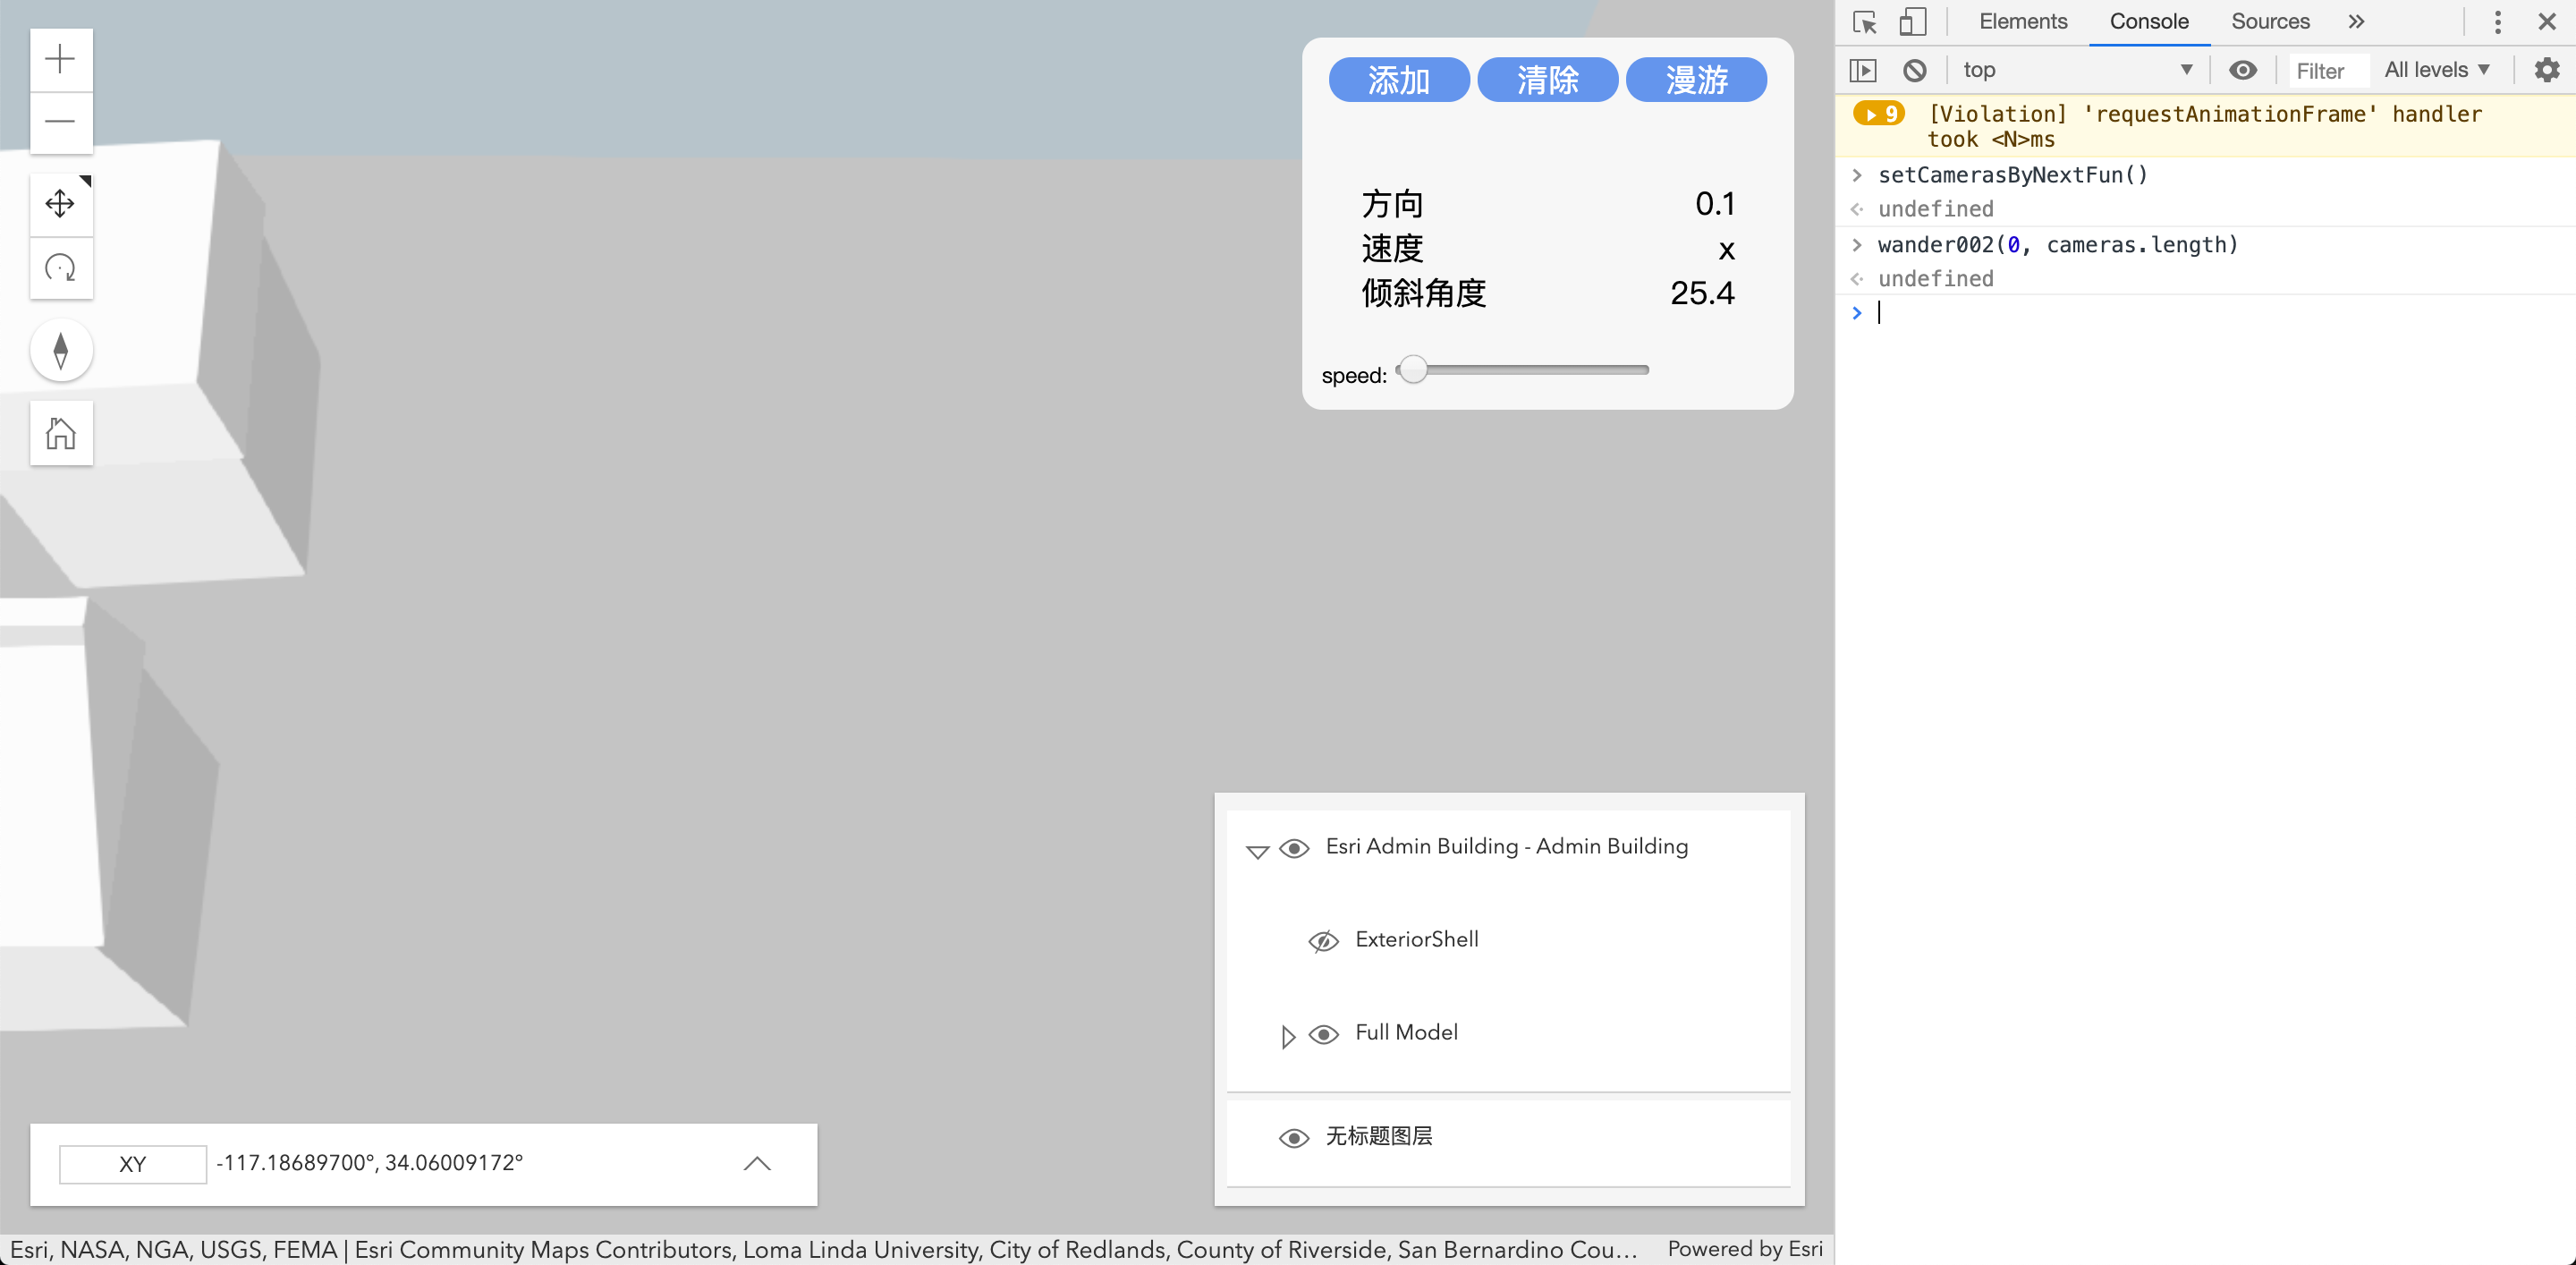 添加 清除 漫游
方向 0.1
速度 x
倾斜角度 25.4
speed:
Esri Admin Building - Admin Building
ExteriorShell
Full Model
无标题图层
XY -117.18689700°, 34.06009172°
Esri, NASA, NGA, USGS, FEMA | Esri Community Maps Contributors, Loma Linda University, City of Redlands, County of Riverside, San Bernardino Cou... Powered by Esri
Elements Console Sources
top Filter All levels
9 [Violation] 'requestAnimationFrame' handler
took <N>ms
setCamerasByNextFun()
undefined
wander002(0, cameras.length)
undefined